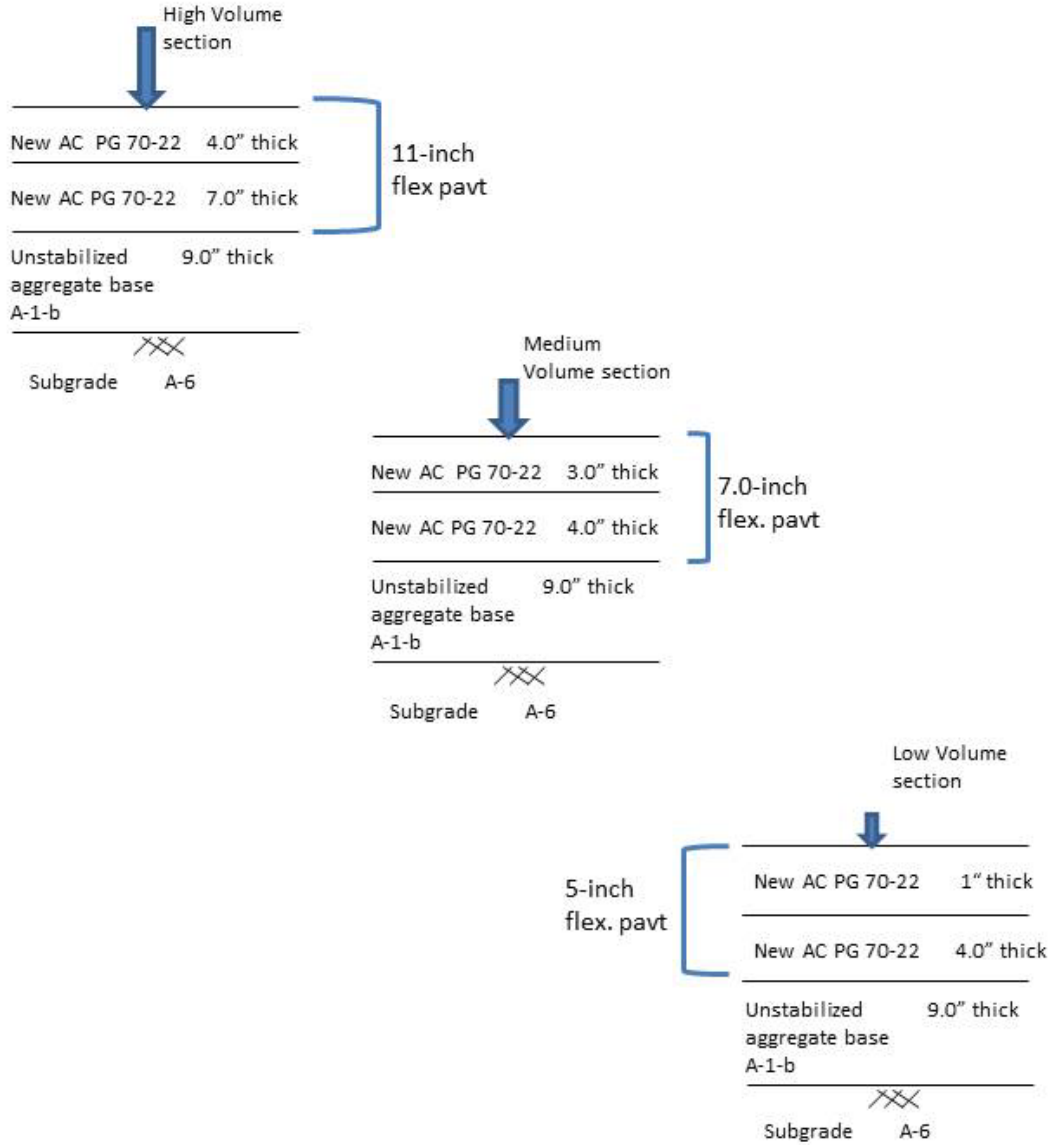 High Volume
section
New AC PG 70-22 4.0” thick
New AC PG 70-22 7.0” thick
11-inch
flex pavt
Unstabilized 9.0” thick
aggregate base
A-1-b
Subgrade A-6
Medium
Volume section
New AC PG 70-22 3.0” thick
New AC PG 70-22 4.0” thick
7.0-inch
flex. pavt
Unstabilized 9.0” thick
aggregate base
A-1-b
Subgrade A-6
Low Volume
section
5-inch
flex. pavt
New AC PG 70-22 1“ thick
New AC PG 70-22 4.0” thick
Unstabilized 9.0” thick
aggregate base
A-1-b
Subgrade A-6